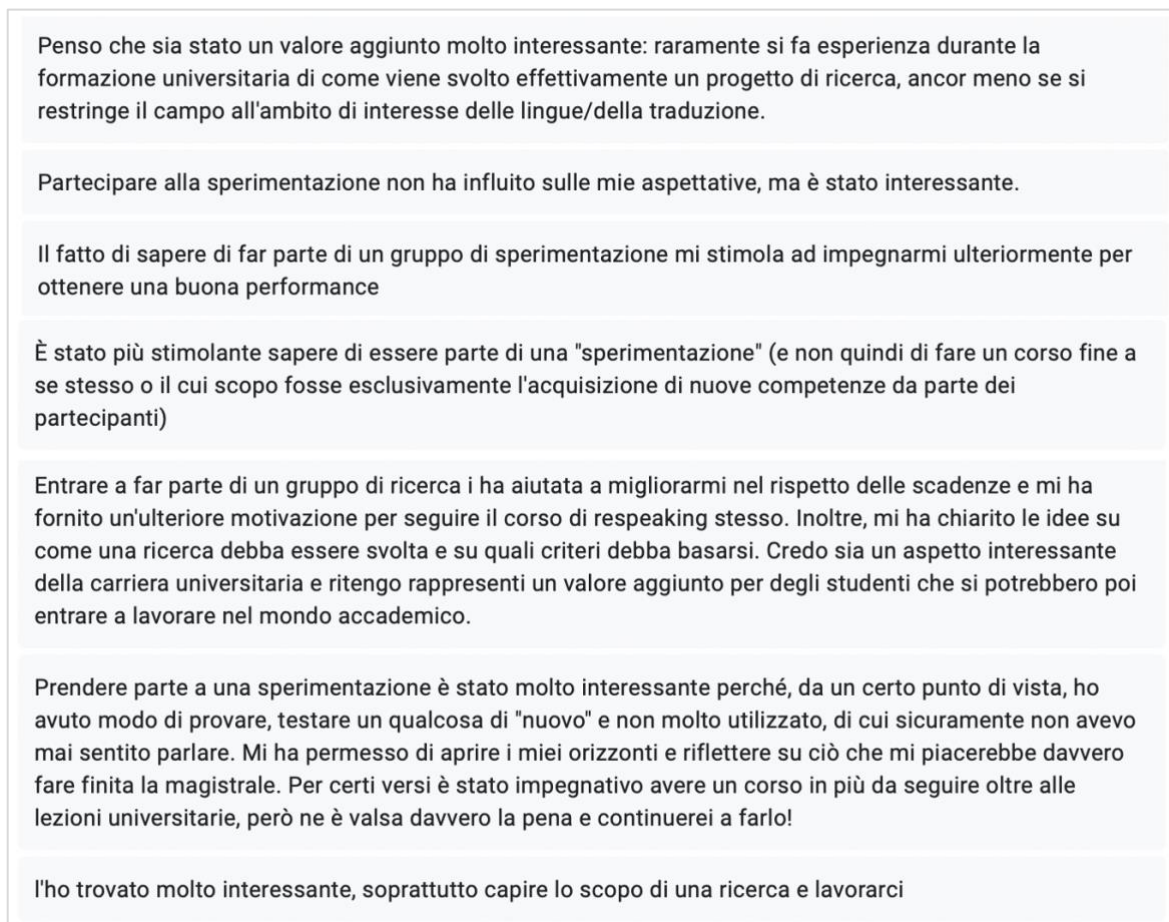 Penso che sia stato un valore aggiunto molto interessante: raramente si fa esperienza durante la
formazione universitaria di come viene svolto effettivamente un progetto di ricerca, ancor meno se si
restringe il campo all'ambito di interesse delle lingue/della traduzione.
Partecipare alla sperimentazione non ha influito sulle mie aspettative, ma è stato interessante.
Il fatto di sapere di far parte di un gruppo di sperimentazione mi stimola ad impegnarmi ulteriormente per
ottenere una buona performance
È stato più stimolante sapere di essere parte di una "sperimentazione" (e non quindi di fare un corso fine a
se stesso o il cui scopo fosse esclusivamente l'acquisizione di nuove competenze da parte dei
partecipanti)
Entrare a far parte di un gruppo di ricerca i ha aiutata a migliorarmi nel rispetto delle scadenze e mi ha
fornito un'ulteriore motivazione per seguire il corso di respeaking stesso. Inoltre, mi ha chiarito le idee su
come una ricerca debba essere svolta e su quali criteri debba basarsi. Credo sia un aspetto interessante
della carriera universitaria e ritengo rappresenti un valore aggiunto per degli studenti che si potrebbero poi
entrare a lavorare nel mondo accademico.
Prendere parte a una sperimentazione è stato molto interessante perché, da un certo punto di vista, ho
avuto modo di provare, testare un qualcosa di "nuovo" e non molto utilizzato, di cui sicuramente non avevo
mai sentito parlare. Mi ha permesso di aprire i miei orizzonti e riflettere su ciò che mi piacerebbe davvero
fare finita la magistrale. Per certi versi è stato impegnativo avere un corso in più da seguire oltre alle
lezioni universitarie, però ne è valsa davvero la pena e continuerei a farlo!
l'ho trovato molto interessante, soprattutto capire lo scopo di una ricerca e lavorarci